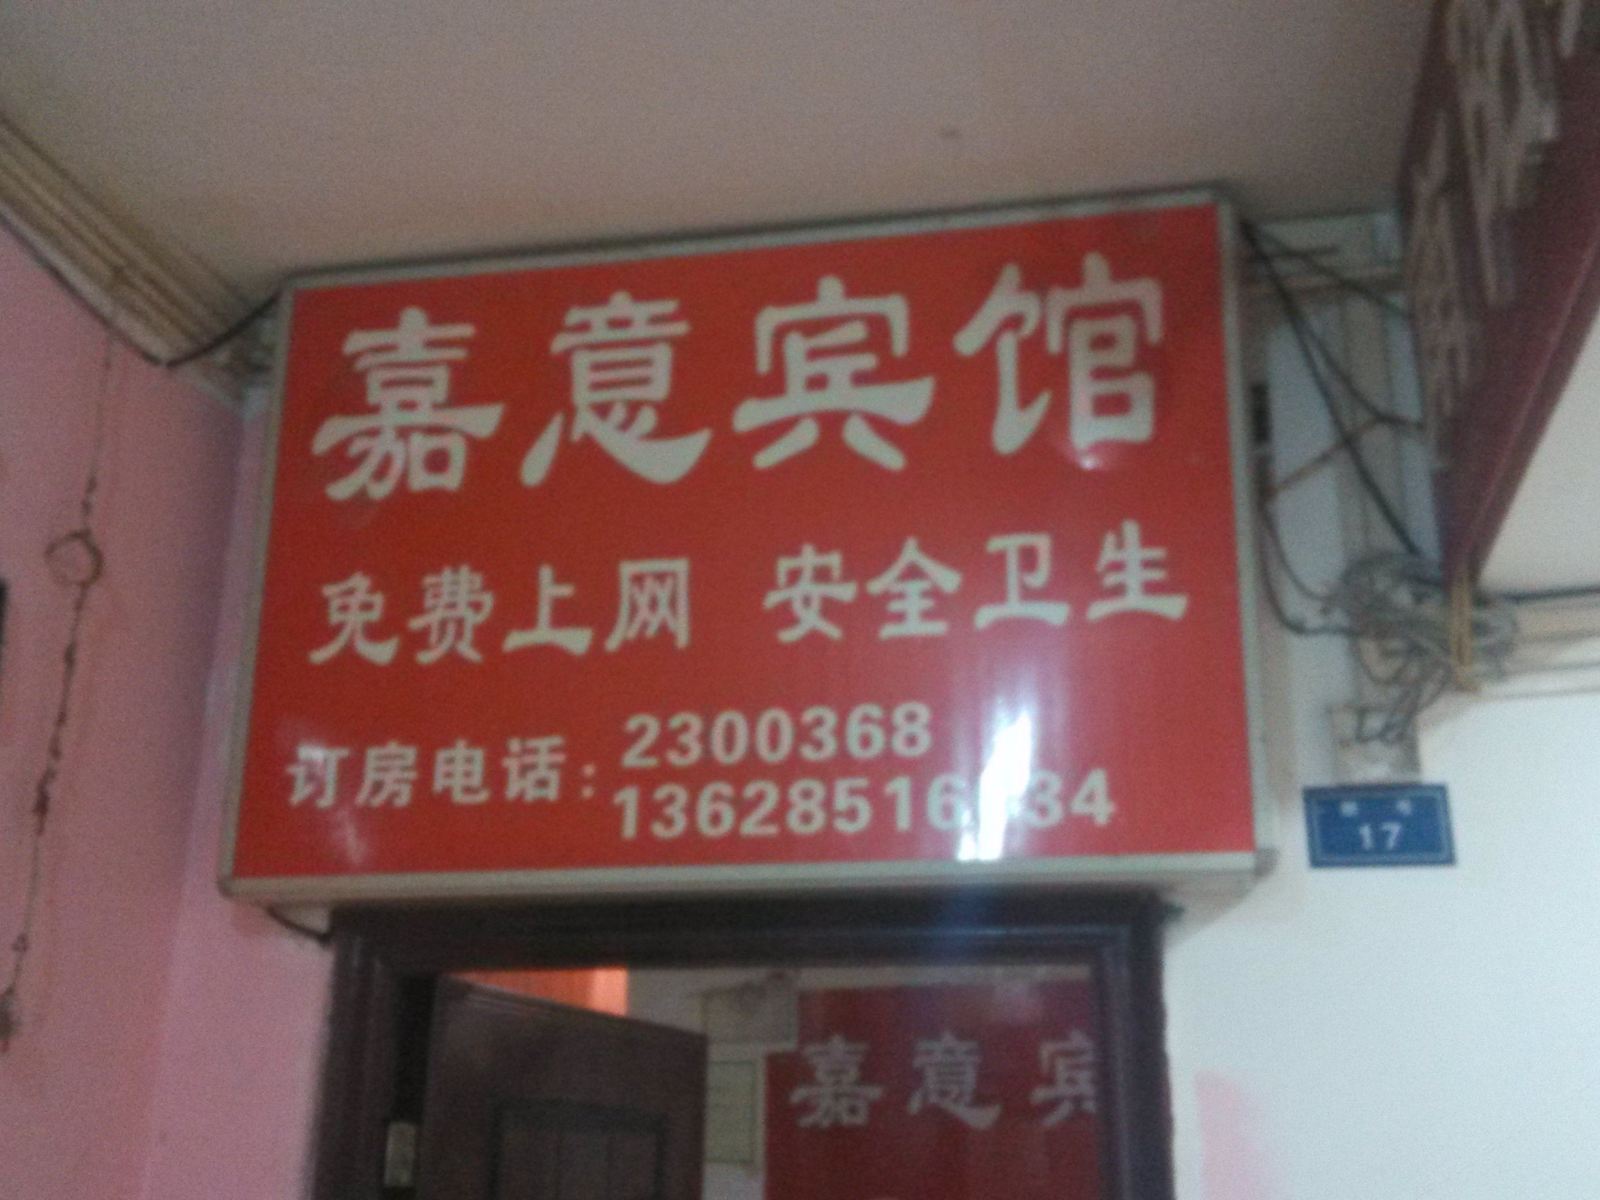 嘉意宾馆
免费上网 安全卫生
订房电话：2300368
1362851634
17
嘉意宾